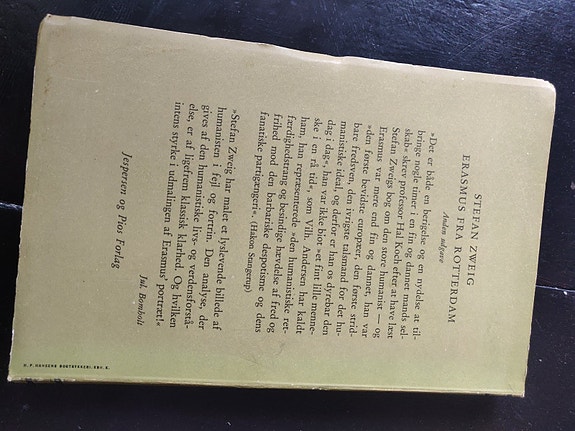 STEFAN ZWEIG
ERASMUS FRA ROTTERDAM
Anden udgave
»Det er både en berigelse og en nydelse at til-
bringe nogle timer i en fin og dannet mands sel-
skab« skrev professor Hal Koch efter at have læst
Stefan Zweigs bog om den store humanist — og
Erasmus var mere end fin og dannet, han var
»den første bevidste europæer, den første strid-
bare fredsven, den ivrigste talsmand for det hu-
manistiske ideal, og derfor er han os dyrebar den
dag i dag«, han var ikke blot »et fint lille menne-
ske i en rå tid«, som Vilh. Andersen har kaldt
ham, han repræsenterede »den humanistiske ret-
færdighedstrang og besindige hævdelse af fred og
frihed mod den barbariske despotisme og dens
fanatiske partigængeri«. (Håkon Stangerup)
»Stefan Zweig har malet et lyslevende billede af
humanisten i fejl og fortrin. Den analyse, der
gives af den humanistiske livs- og verdensforstå-
else, er af ligefrem klassisk klarhed. Og hvilken
intens styrke i udmalingen af Erasmus' portræt!«
Jul. Bomholt
Jespersen og Pios Forlag
H. P. HANSENS BOGTRYKKERI. KBH. Ø.